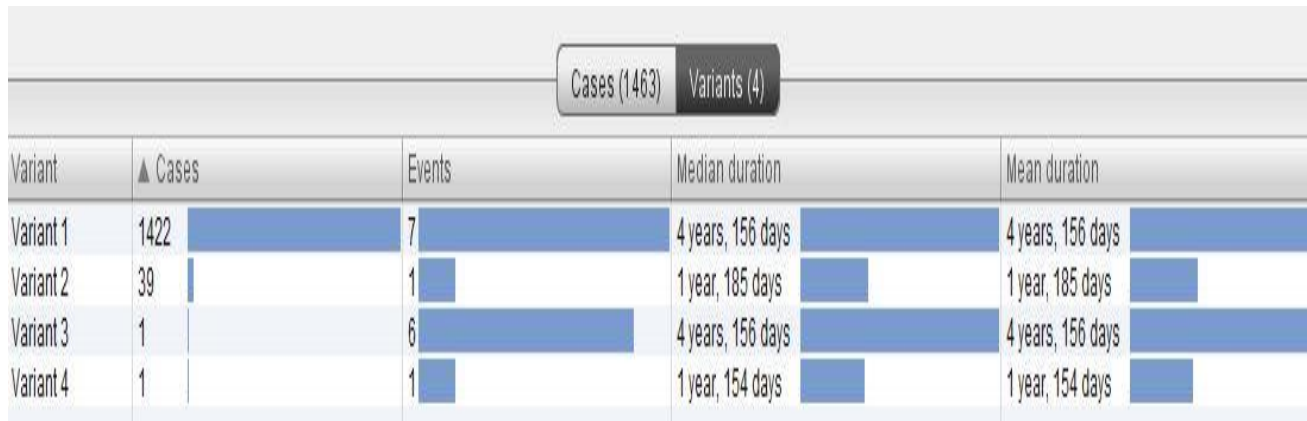 Cases (1463) Variants (4)
Variant ▲ Cases Events Median duration Mean duration
Variant 1 1422 7 4 years, 156 days 4 years, 156 days
Variant 2 39 1 1 year, 185 days 1 year, 185 days
Variant 3 1 6 4 years, 156 days 4 years, 156 days
Variant 4 1 1 1 year, 154 days 1 year, 154 days